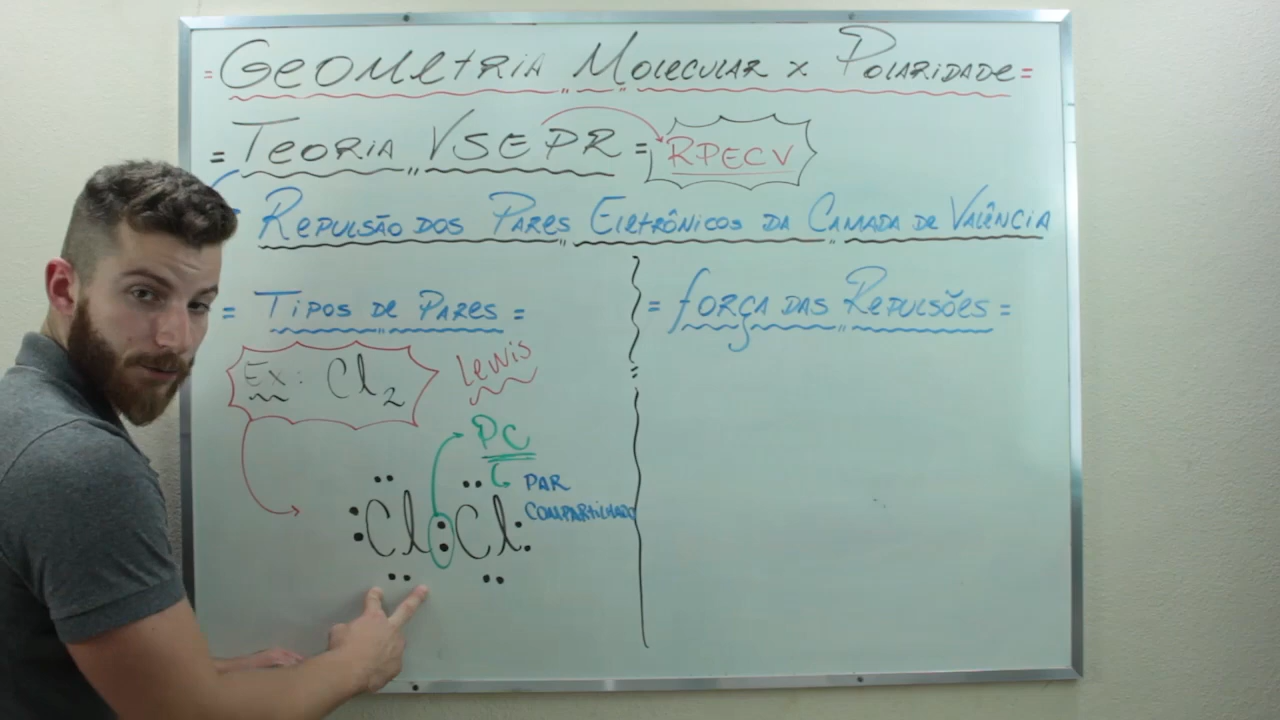 = Geometria Molecular x Polaridade =
= Teoria VSEPR = RPECV
Repulsão dos Pares Eletrônicos da Camada de Valência
= Tipos de Pares =
= Força das Repulsões =
Ex: Cl2
Lewis
PC
Par
Compartilhado
Cl : Cl